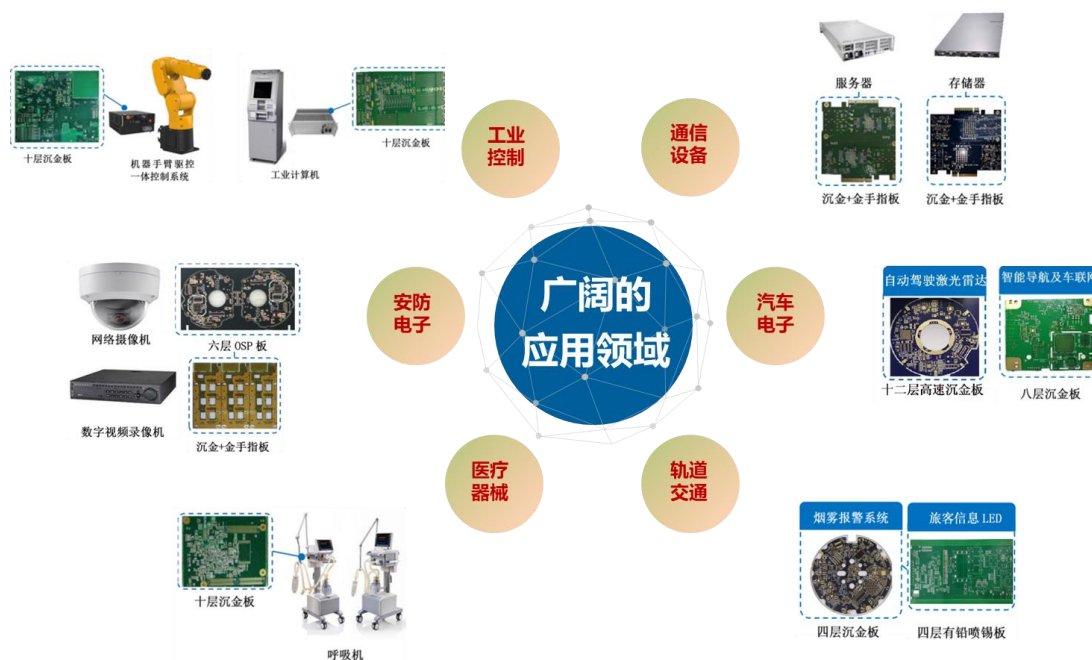 十层沉金板
机器手臂驱控
一体控制系统
工业计算机
十层沉金板
工业
控制
通信
设备
服务器
存储器
沉金+金手指板
沉金+金手指板
网络摄像机
六层 OSP 板
数字视频录像机
沉金+金手指板
安防
电子
广阔的
应用领域
汽车
电子
自动驾驶激光雷达
智能导航及车联网
十二层高速沉金板
八层沉金板
医疗
器械
轨道
交通
十层沉金板
呼吸机
烟雾报警系统
旅客信息 LED
四层沉金板
四层有铅喷锡板